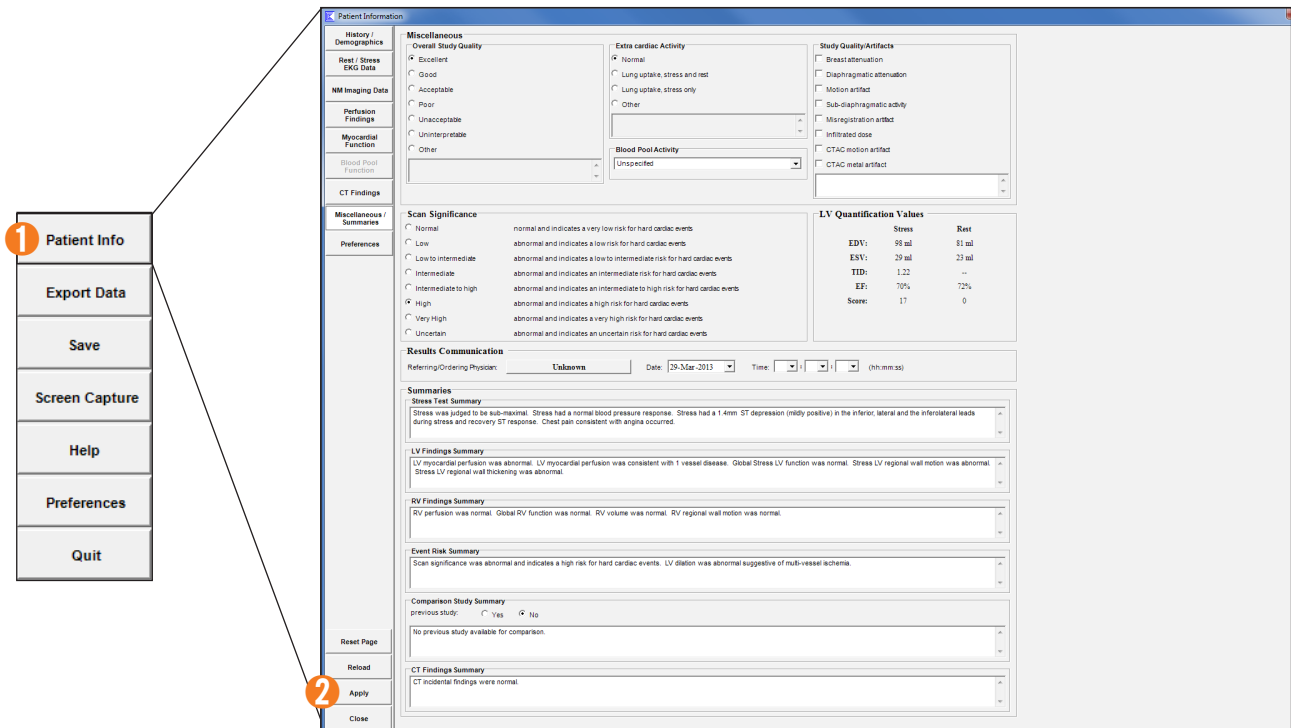 1
Patient Info
Export Data
Save
Screen Capture
Help
Preferences
Quit
Patient Information
History /
Demographics
Rest / Stress
EKG Data
NM Imaging Data
Perfusion
Findings
Myocardial
Function
Blood Pool
Function
CT Findings
Miscellaneous /
Summaries
Preferences
Reset Page
Reload
2
Apply
Close
Miscellaneous
Overall Study Quality
Excellent
Good
Acceptable
Poor
Unacceptable
Uninterpretable
Other
Extra cardiac Activity
Normal
Lung uptake, stress and rest
Lung uptake, stress only
Other
Blood Pool Activity
Unspecified
Study Quality/Artifacts
Breast attenuation
Diaphragmatic attenuation
Motion artifact
Sub-diaphragmatic activity
Misregistration artifact
Infiltrated dose
CTAC motion artifact
CTAC metal artifact
Scan Significance
Normal normal and indicates a very low risk for hard cardiac events
Low abnormal and indicates a low risk for hard cardiac events
Low to intermediate abnormal and indicates a low to intermediate risk for hard cardiac events
Intermediate abnormal and indicates an intermediate risk for hard cardiac events
Intermediate to high abnormal and indicates an intermediate to high risk for hard cardiac events
High abnormal and indicates a high risk for hard cardiac events
Very High abnormal and indicates a very high risk for hard cardiac events
Uncertain abnormal and indicates an uncertain risk for hard cardiac events
LV Quantification Values
Stress Rest
EDV: 98 ml 81 ml
ESV: 29 ml 23 ml
TID: 1.22 --
EF: 70% 72%
Score: 17 0
Results Communication
Referring/Ordering Physician: Unknown Date: 29-Mar-2013 Time: : : (hh:mm:ss)
Summaries
Stress Test Summary
Stress was judged to be sub-maximal. Stress had a normal blood pressure response. Stress had a 1.4mm ST depression (mildly positive) in the inferior, lateral and the inferolateral leads
during stress and recovery ST response. Chest pain consistent with angina occurred.
LV Findings Summary
LV myocardial perfusion was abnormal. LV myocardial perfusion was consistent with 1 vessel disease. Global Stress LV function was normal. Stress LV regional wall motion was abnormal.
Stress LV regional wall thickening was abnormal.
RV Findings Summary
RV perfusion was normal. Global RV function was normal. RV volume was normal. RV regional wall motion was normal.
Event Risk Summary
Scan significance was abnormal and indicates a high risk for hard cardiac events. LV dilation was abnormal suggestive of multi-vessel ischemia.
Comparison Study Summary
previous study: Yes No
No previous study available for comparison.
CT Findings Summary
CT incidental findings were normal.